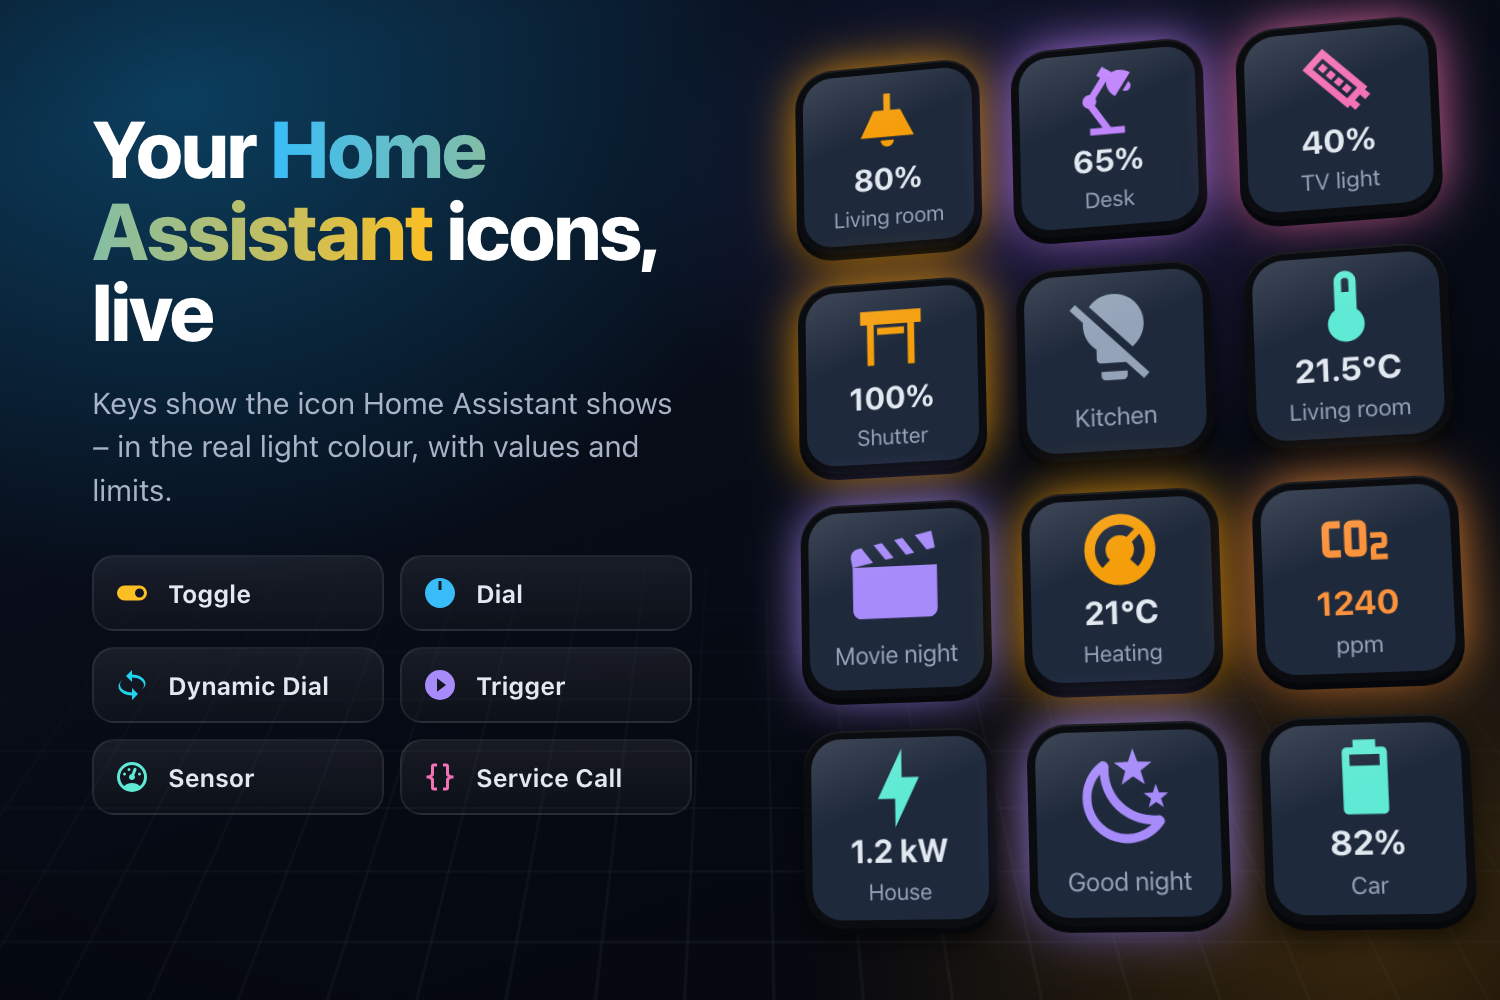 Your Home
Assistant icons,
live
Keys show the icon Home Assistant shows
– in the real light colour, with values and
limits.
Toggle
Dial
Dynamic Dial
Trigger
Sensor
Service Call
80%
Living room
65%
Desk
40%
TV light
100%
Shutter
Kitchen
21.5°C
Living room
Movie night
21°C
Heating
CO2
1240
ppm
1.2 kW
House
Good night
82%
Car